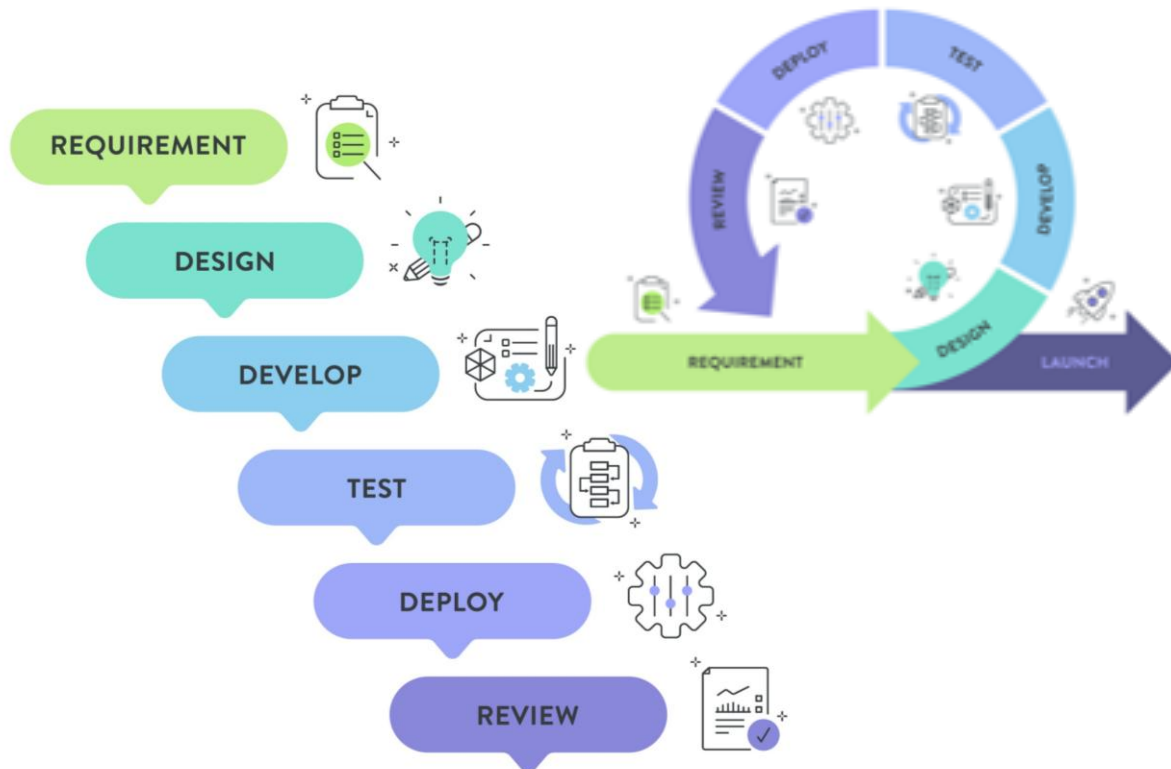 REQUIREMENT
DESIGN
DEVELOP
TEST
DEPLOY
REVIEW
DEPLOY
TEST
REVIEW
DEVELOP
DESIGN
REQUIREMENT
LAUNCH